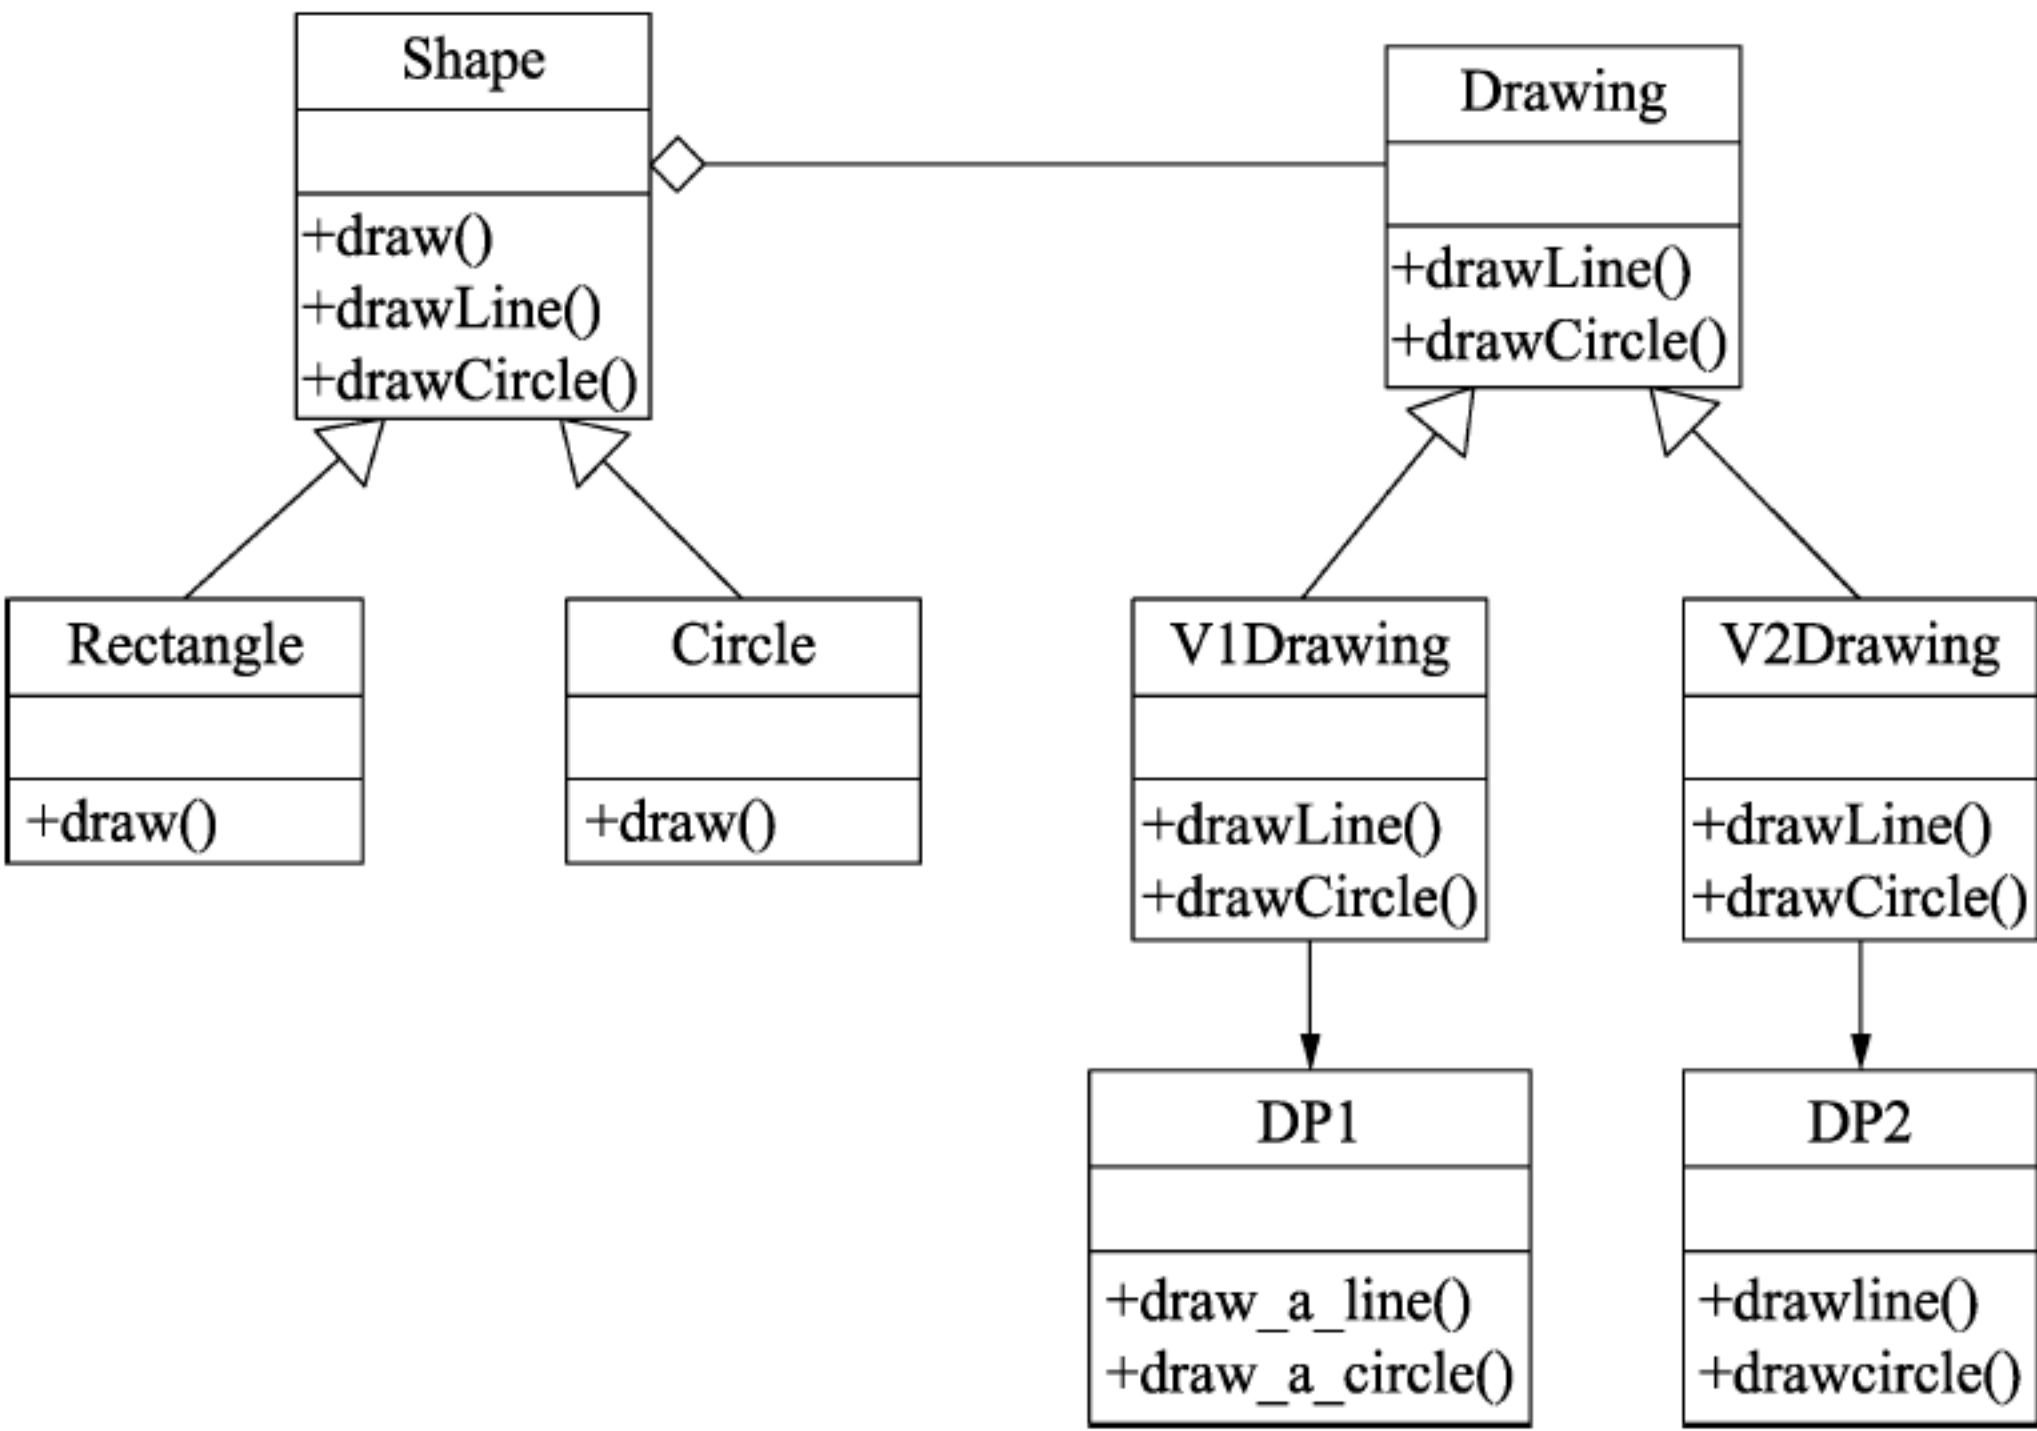 Shape
+draw()
+drawLine()
+drawCircle()
Drawing
+drawLine()
+drawCircle()
Rectangle
+draw()
Circle
+draw()
V1Drawing
+drawLine()
+drawCircle()
V2Drawing
+drawLine()
+drawCircle()
DP1
+draw_a_line()
+draw_a_circle()
DP2
+drawline()
+drawcircle()